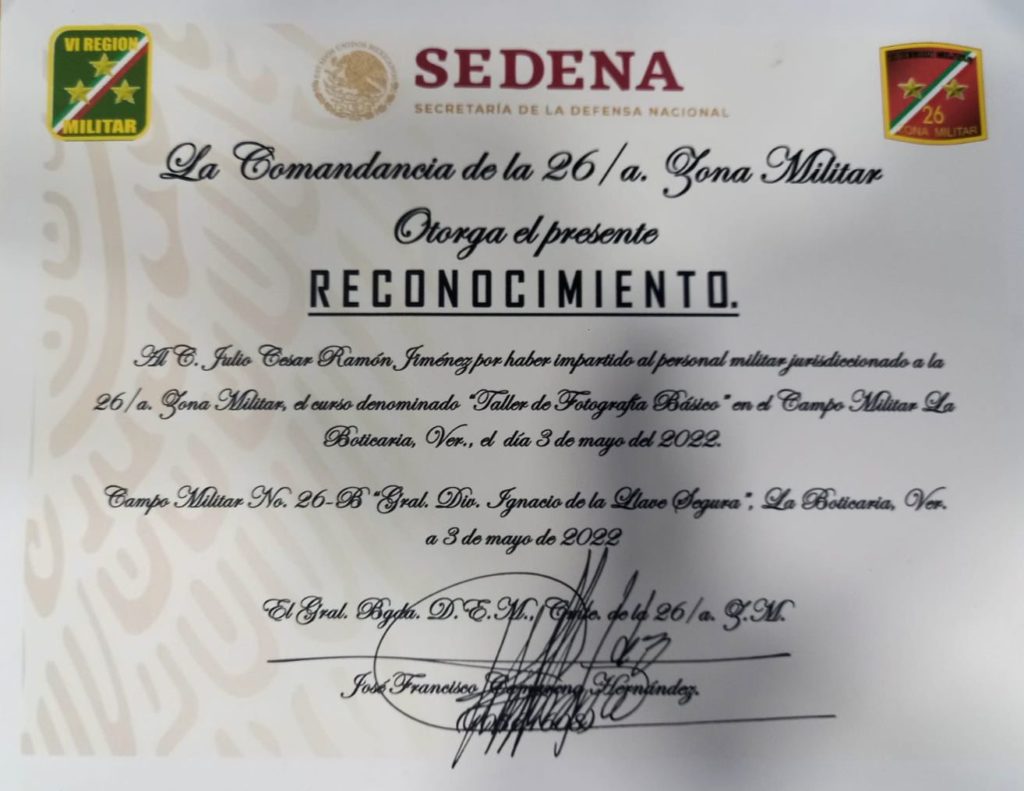 VI REGION
MILITAR
ESTADOS UNIDOS MEXICANOS
SEDENA
SECRETARÍA DE LA DEFENSA NACIONAL
26
ZONA MILITAR
La Comandancia de la 26/a. Zona Militar
Otorga el presente
RECONOCIMIENTO.
Al C. Julio Cesar Ramón Jiménez por haber impartido al personal militar jurisdiccionado a la
26/a. Zona Militar, el curso denominado "Taller de Fotografía Básico" en el Campo Militar La
Boticaria, Ver., el día 3 de mayo del 2022.
Campo Militar No. 26-B "Gral. Div. Ignacio de la Llave Segura", La Boticaria, Ver.
a 3 de mayo de 2022
El Gral. Bgda. D.E.M., Cmte. de la 26/a. Z.M.
José Francisco Hernández.